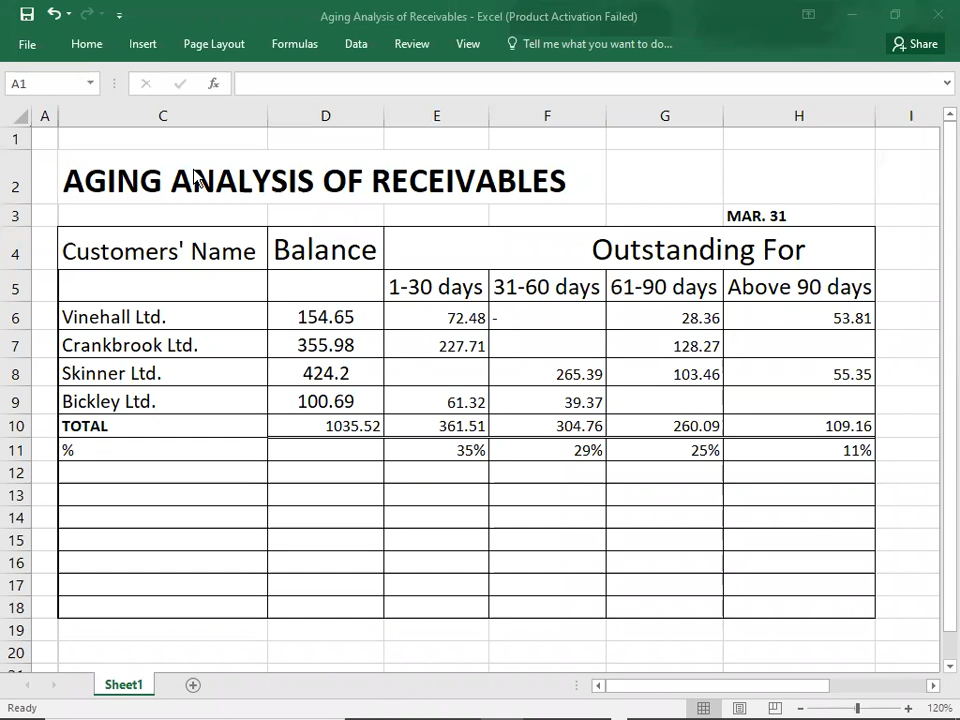 Aging Analysis of Receivables - Excel (Product Activation Failed)
File Home Insert Page Layout Formulas Data Review View Tell me what you want to do... Share
A1 fx
A C D E F G H I
1
2 AGING ANALYSIS OF RECEIVABLES
3 MAR. 31
4 Customers' Name Balance Outstanding For
5 1-30 days 31-60 days 61-90 days Above 90 days
6 Vinehall Ltd. 154.65 72.48 - 28.36 53.81
7 Crankbrook Ltd. 355.98 227.71 128.27
8 Skinner Ltd. 424.2 265.39 103.46 55.35
9 Bickley Ltd. 100.69 61.32 39.37
10 TOTAL 1035.52 361.51 304.76 260.09 109.16
11 % 35% 29% 25% 11%
12
13
14
15
16
17
18
19
20
Sheet1
Ready 120%